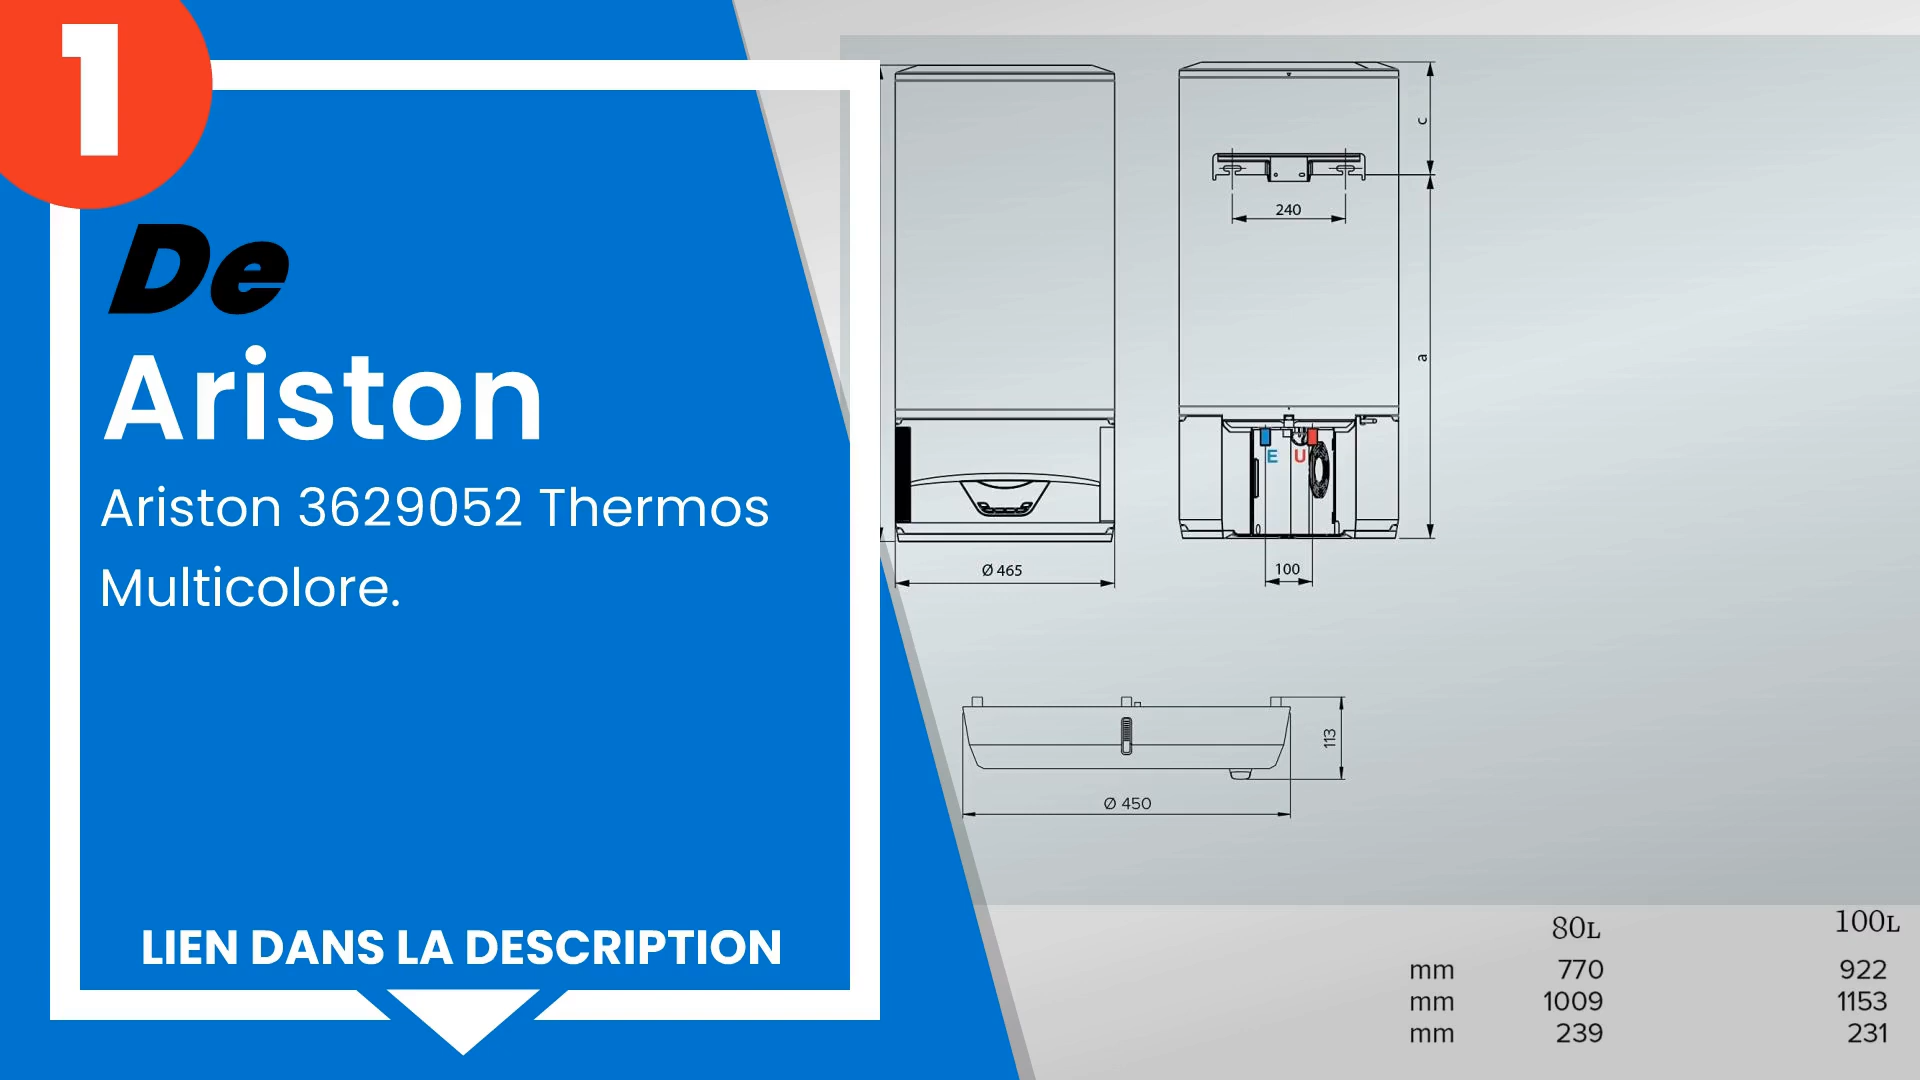 1
De
Ariston
Ariston 3629052 Thermos
Multicolore.
LIEN DANS LA DESCRIPTION
c
240
a
E U
Ø 465
100
113
Ø 450
80L 100L
mm 770 922
mm 1009 1153
mm 239 231